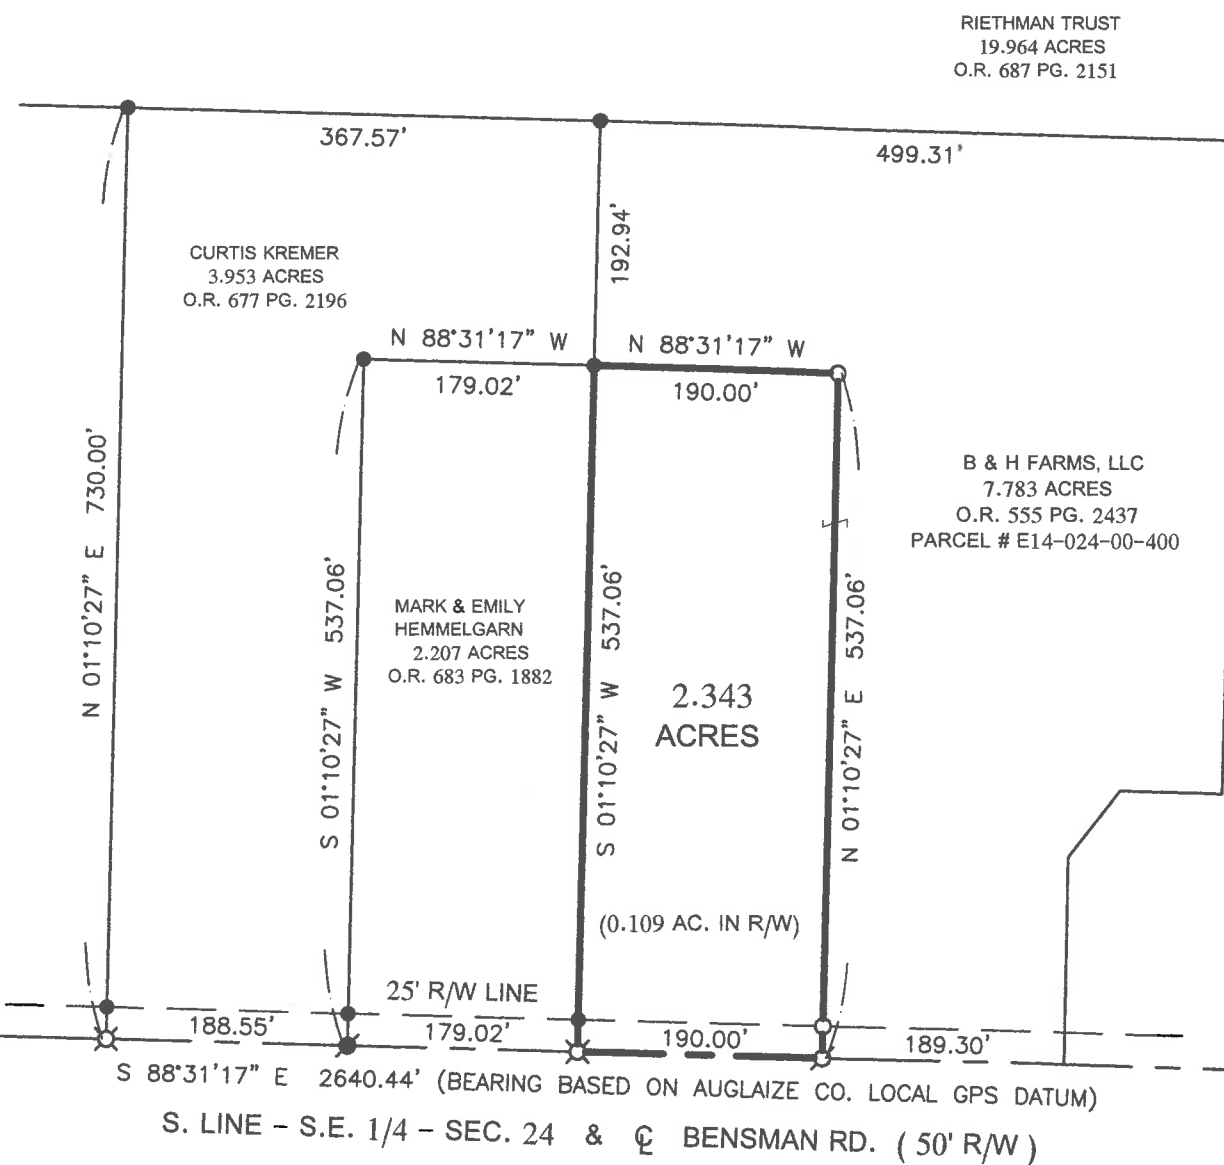 RIETHMAN TRUST
19.964 ACRES
O.R. 687 PG. 2151
367.57'
499.31'
192.94'
CURTIS KREMER
3.953 ACRES
O.R. 677 PG. 2196
N 88°31'17" W
179.02'
N 88°31'17" W
190.00'
N 01°10'27" E 730.00'
B & H FARMS, LLC
7.783 ACRES
O.R. 555 PG. 2437
PARCEL # E14-024-00-400
S 01°10'27" W 537.06'
MARK & EMILY
HEMMELGARN
2.207 ACRES
O.R. 683 PG. 1882
S 01°10'27" W 537.06'
2.343
ACRES
N 01°10'27" E 537.06'
(0.109 AC. IN R/W)
25' R/W LINE
188.55'
179.02'
190.00'
189.30'
S 88°31'17" E 2640.44' (BEARING BASED ON AUGLAIZE CO. LOCAL GPS DATUM)
S. LINE - S.E. 1/4 - SEC. 24 & ℄ BENSMAN RD. ( 50' R/W )